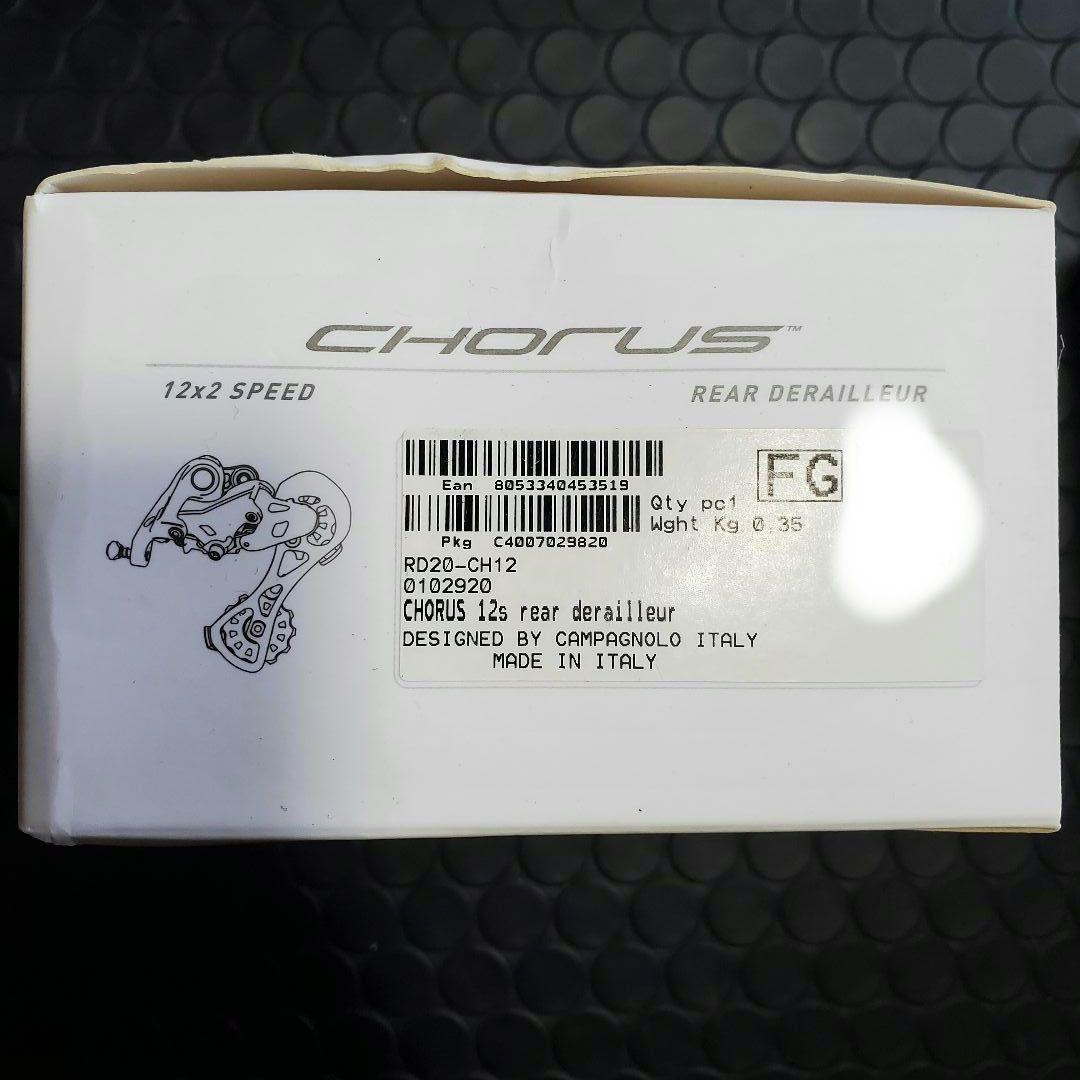 CHORUS™
12x2 SPEED
REAR DERAILLEUR
FG
Ean 8053340453519
Qty pc1
Wght Kg 0,35
Pkg C4007029820
RD20-CH12
0102920
CHORUS 12s rear derailleur
DESIGNED BY CAMPAGNOLO ITALY
MADE IN ITALY